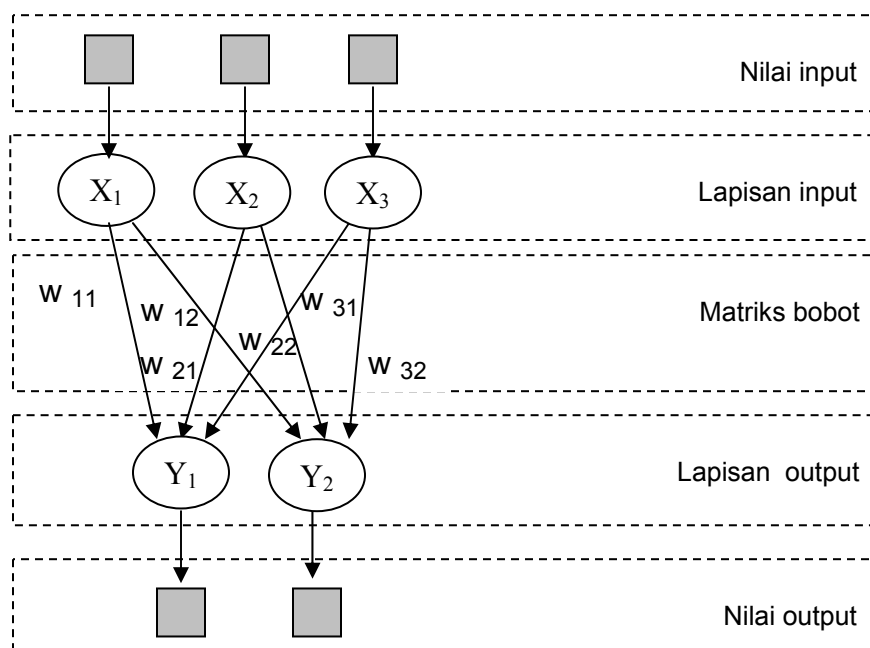 Nilai input
X1 X2 X3 Lapisan input
w 11 w 12 w 31 Matriks bobot
w 21 w 22 w 32
Y1 Y2 Lapisan output
Nilai output